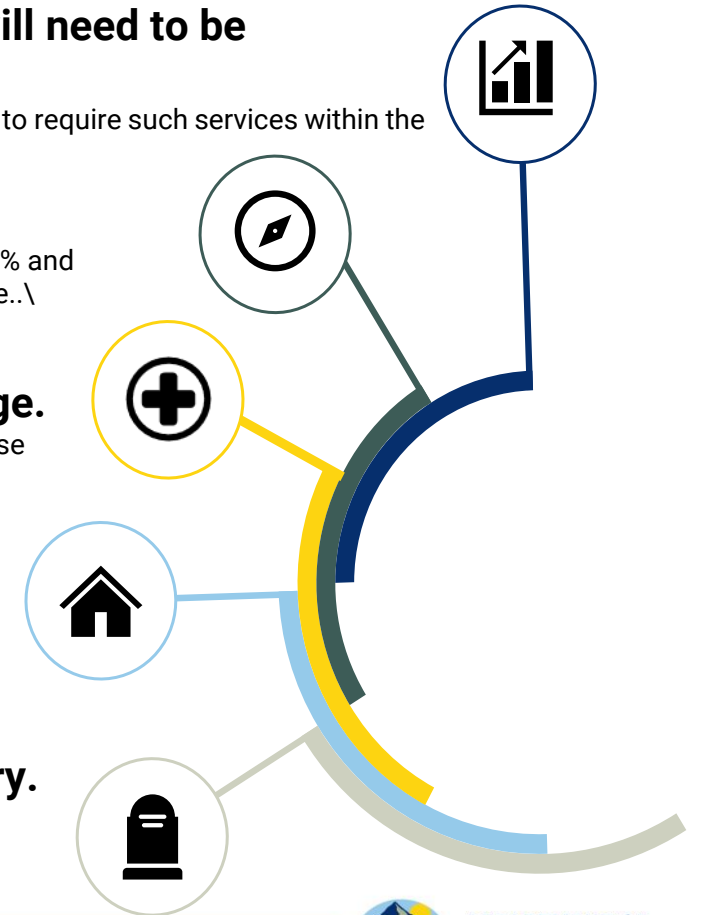 ill need to be
to require such services within the
% and
e..\
ge.
se
ry.